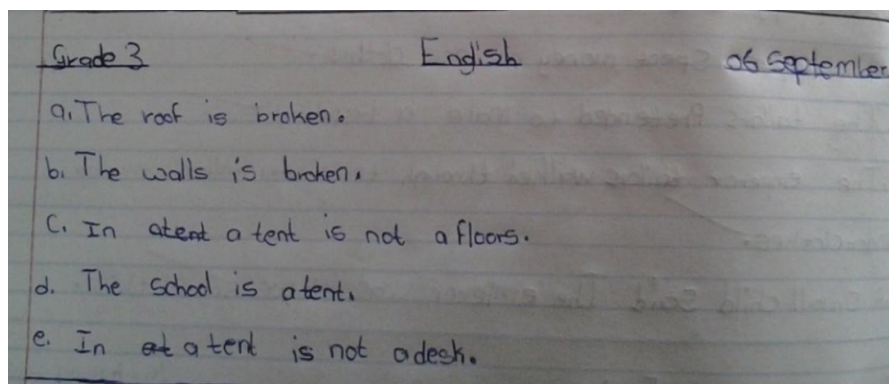 Grade 3 English 06 September
a. The roof is broken.
b. The walls is broken.
C. In atent a tent is not a floors.
d. The school is a tent.
e. In at a tent is not a desk.